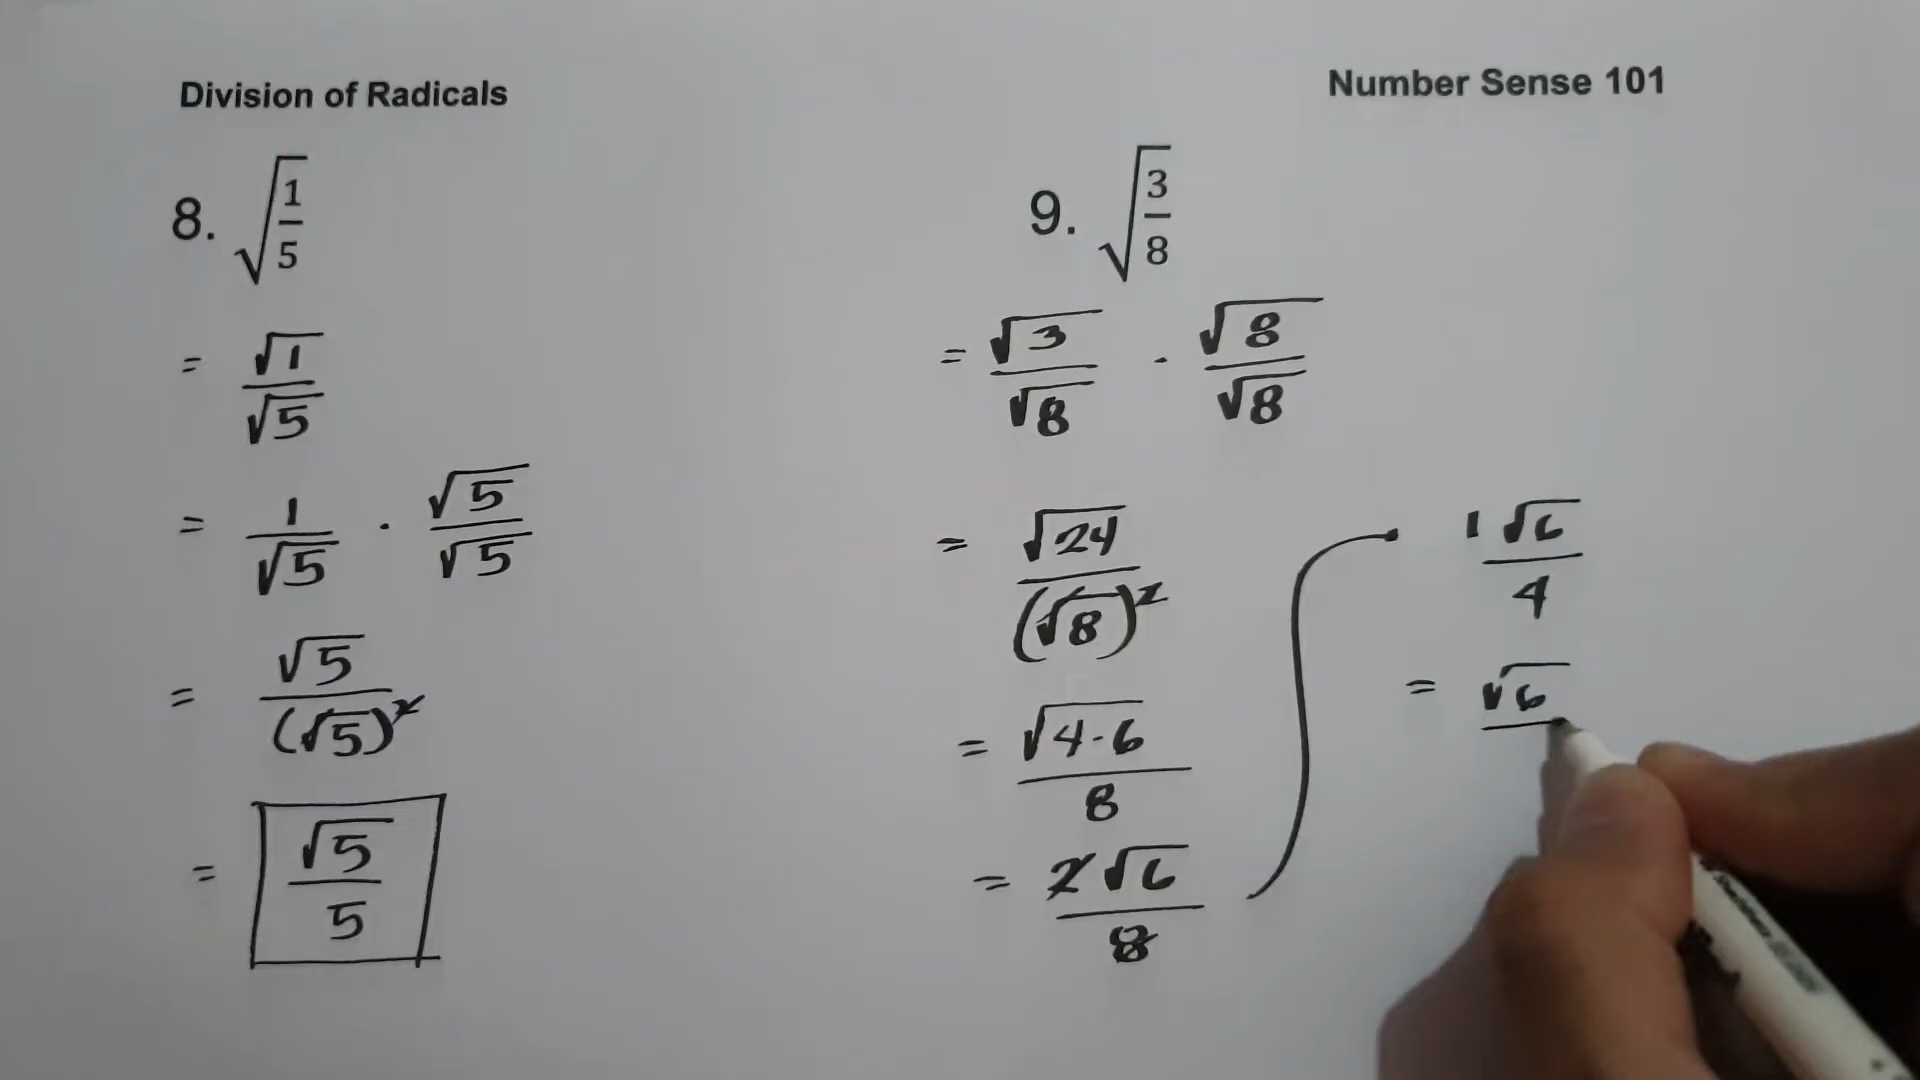 Division of Radicals
Number Sense 101
8. √(1/5)
= √1/√5
= 1/√5 · √5/√5
= √5/(√5)²
= √5/5
9. √(3/8)
= √3/√8 · √8/√8
= √24/(√8)²
= √(4·6)/8
= 2√6/8
1√6/4
= √6